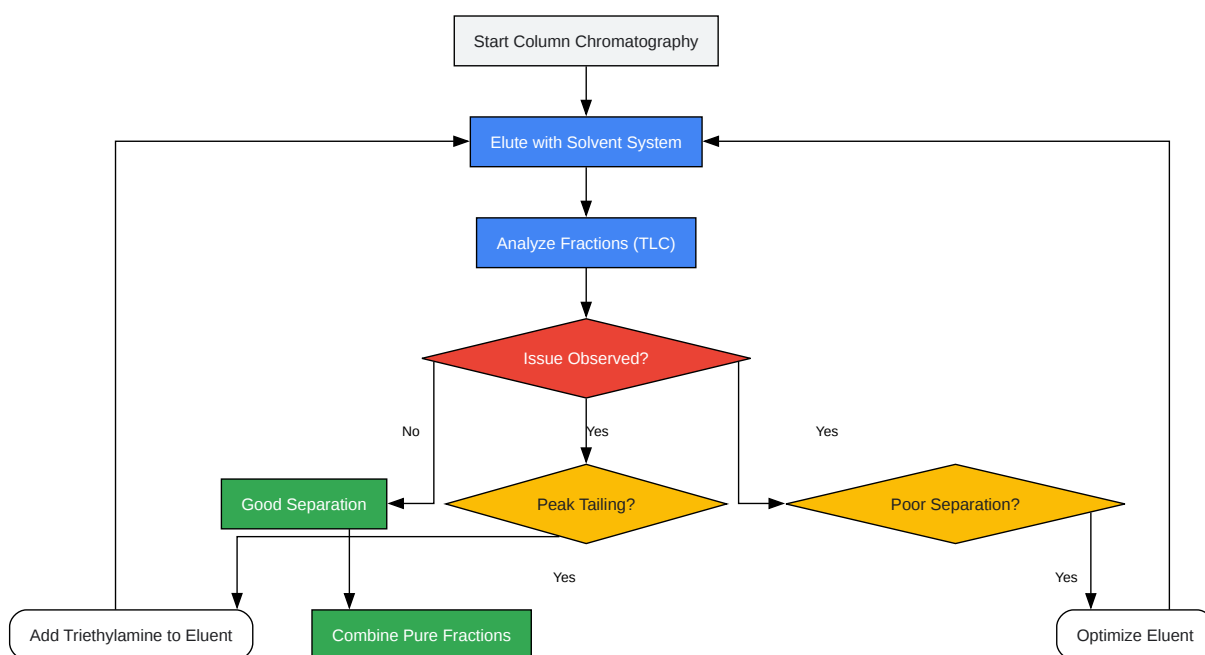 Start Column Chromatography
Elute with Solvent System
Analyze Fractions (TLC)
Issue Observed?
No
Yes
Yes
Good Separation
Peak Tailing?
Poor Separation?
Yes
Yes
Add Triethylamine to Eluent
Combine Pure Fractions
Optimize Eluent